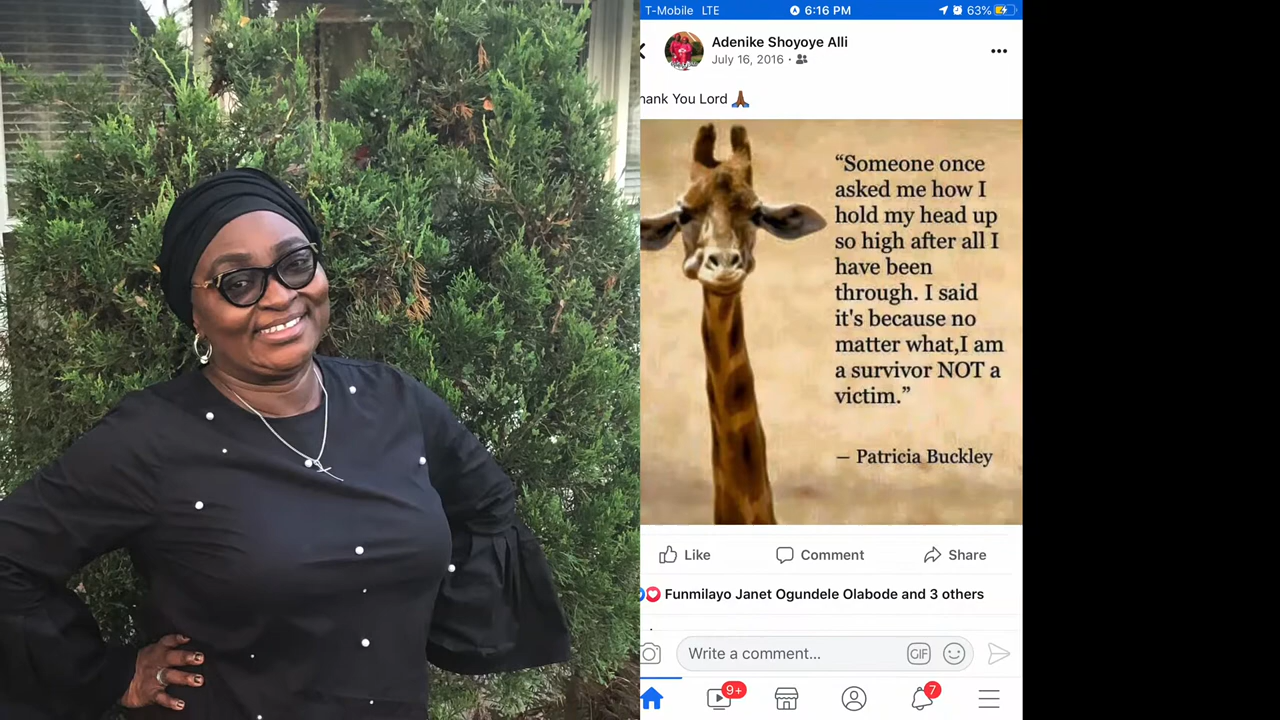 T-Mobile LTE 6:16 PM 63%
Adenike Shoyoye Alli
July 16, 2016 ·
hank You Lord 🙏🏾
“Someone once
asked me how I
hold my head up
so high after all I
have been
through. I said
it's because no
matter what,I am
a survivor NOT a
victim.”
— Patricia Buckley
Like Comment Share
Funmilayo Janet Ogundele Olabode and 3 others
Write a comment... GIF
9+ 7